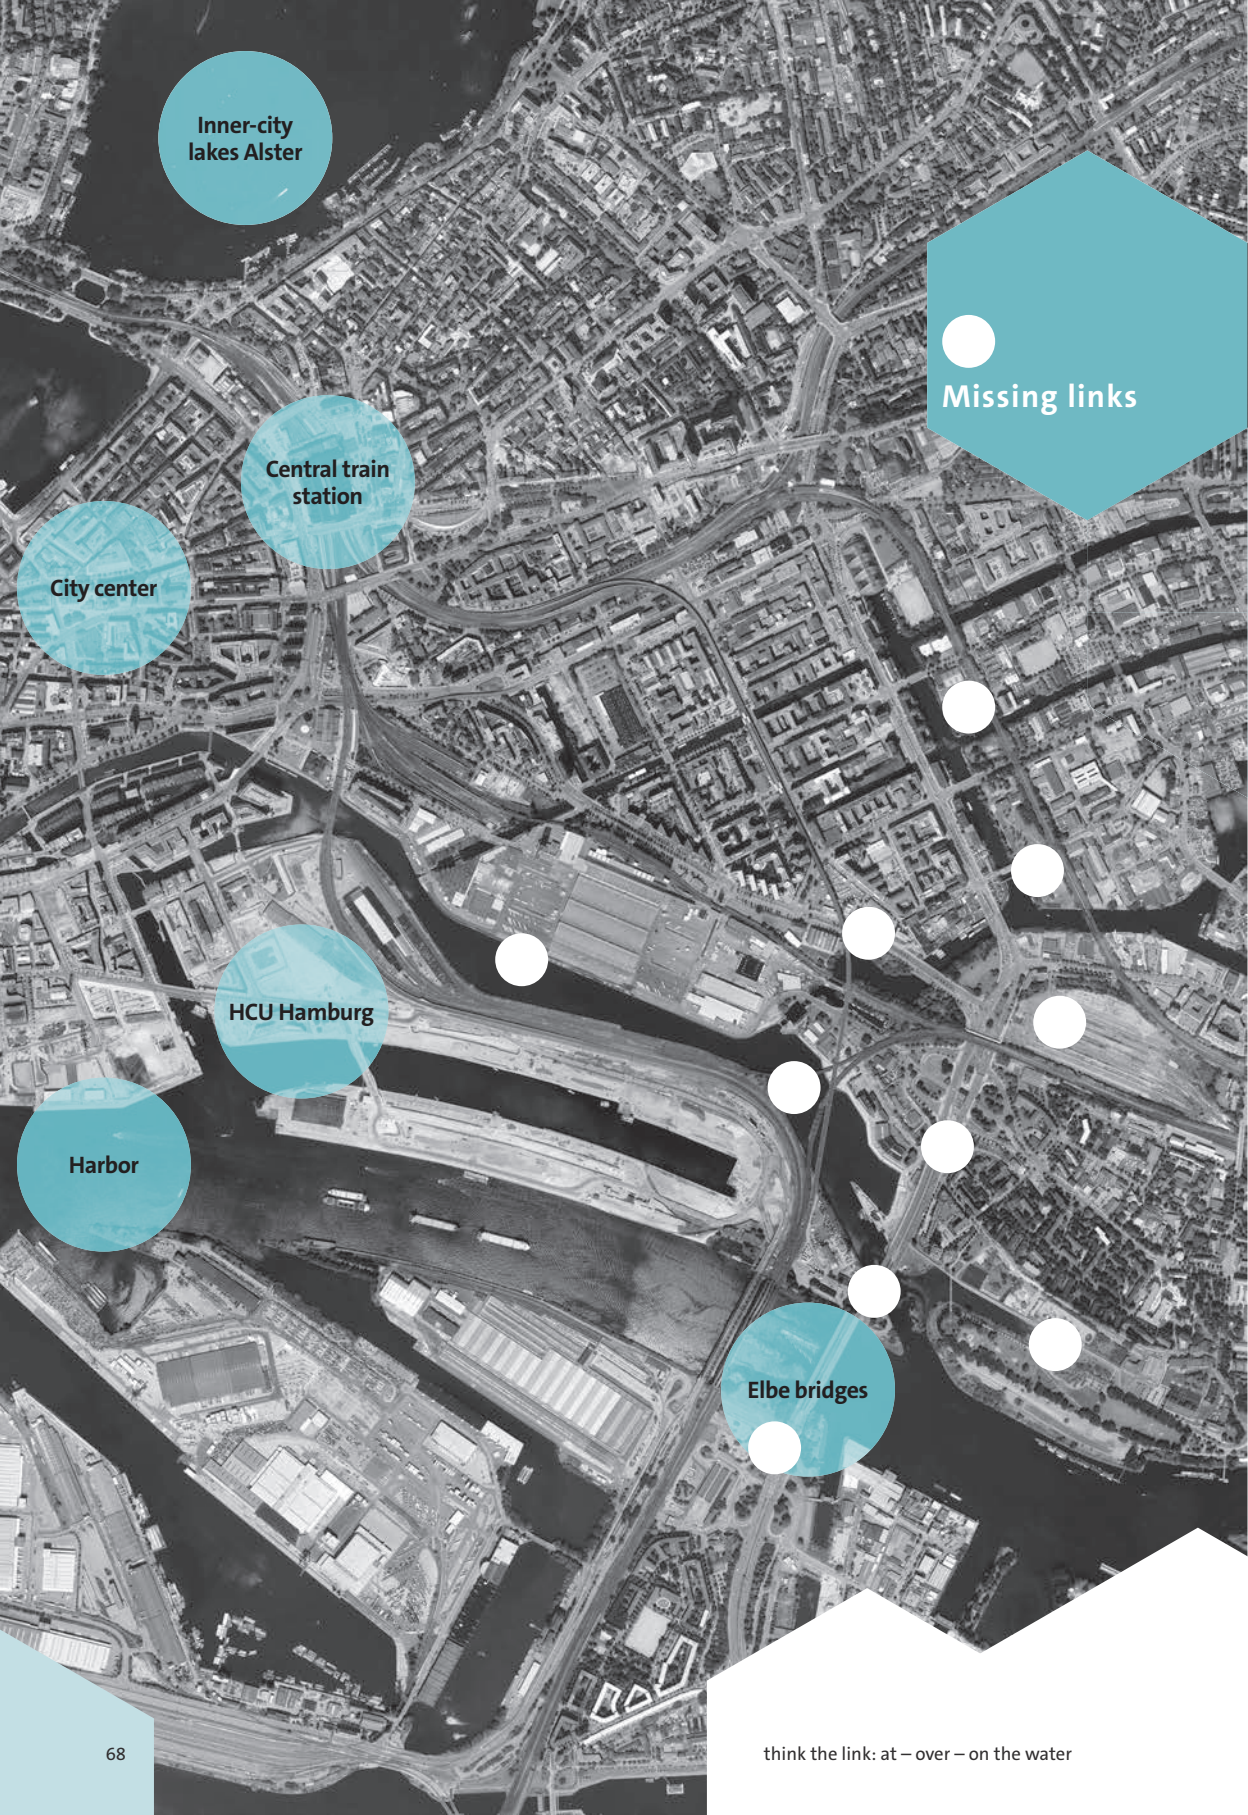 Inner-city
lakes Alster
Missing links
Central train
station
City center
HCU Hamburg
Harbor
Elbe bridges
68
think the link: at – over – on the water